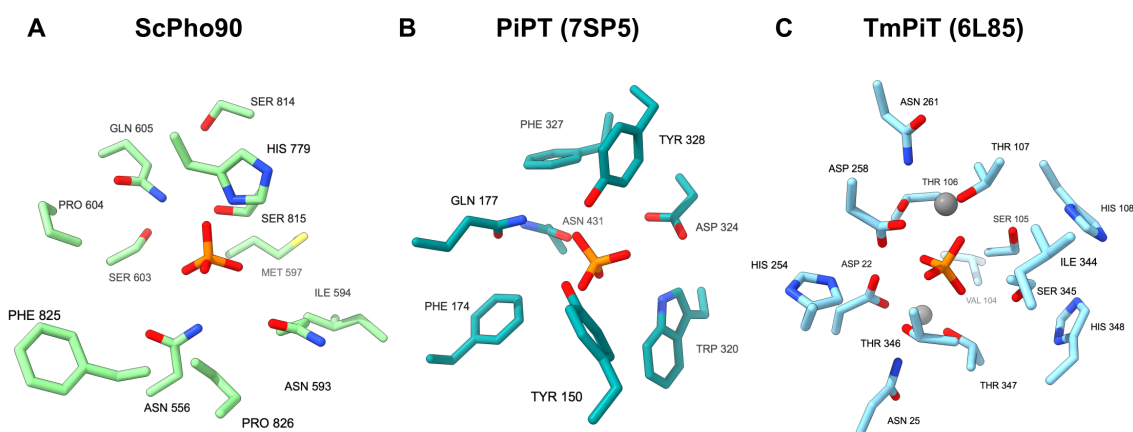 A ScPho90
SER 814
GLN 605
HIS 779
PRO 604
SER 815
SER 603
MET 597
ILE 594
PHE 825
ASN 593
ASN 556
PRO 826
B PiPT (7SP5)
PHE 327
TYR 328
GLN 177
ASN 431
ASP 324
PHE 174
TRP 320
TYR 150
C TmPiT (6L85)
ASN 261
THR 107
ASP 258
THR 106
HIS 108
SER 105
HIS 254
ASP 22
ILE 344
SER 345
VAL 104
HIS 348
THR 346
THR 347
ASN 25